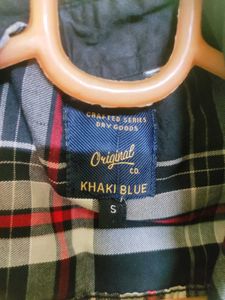 CRAFTED SERIES
DRY GOODS
Original
CO.
KHAKI BLUE
S